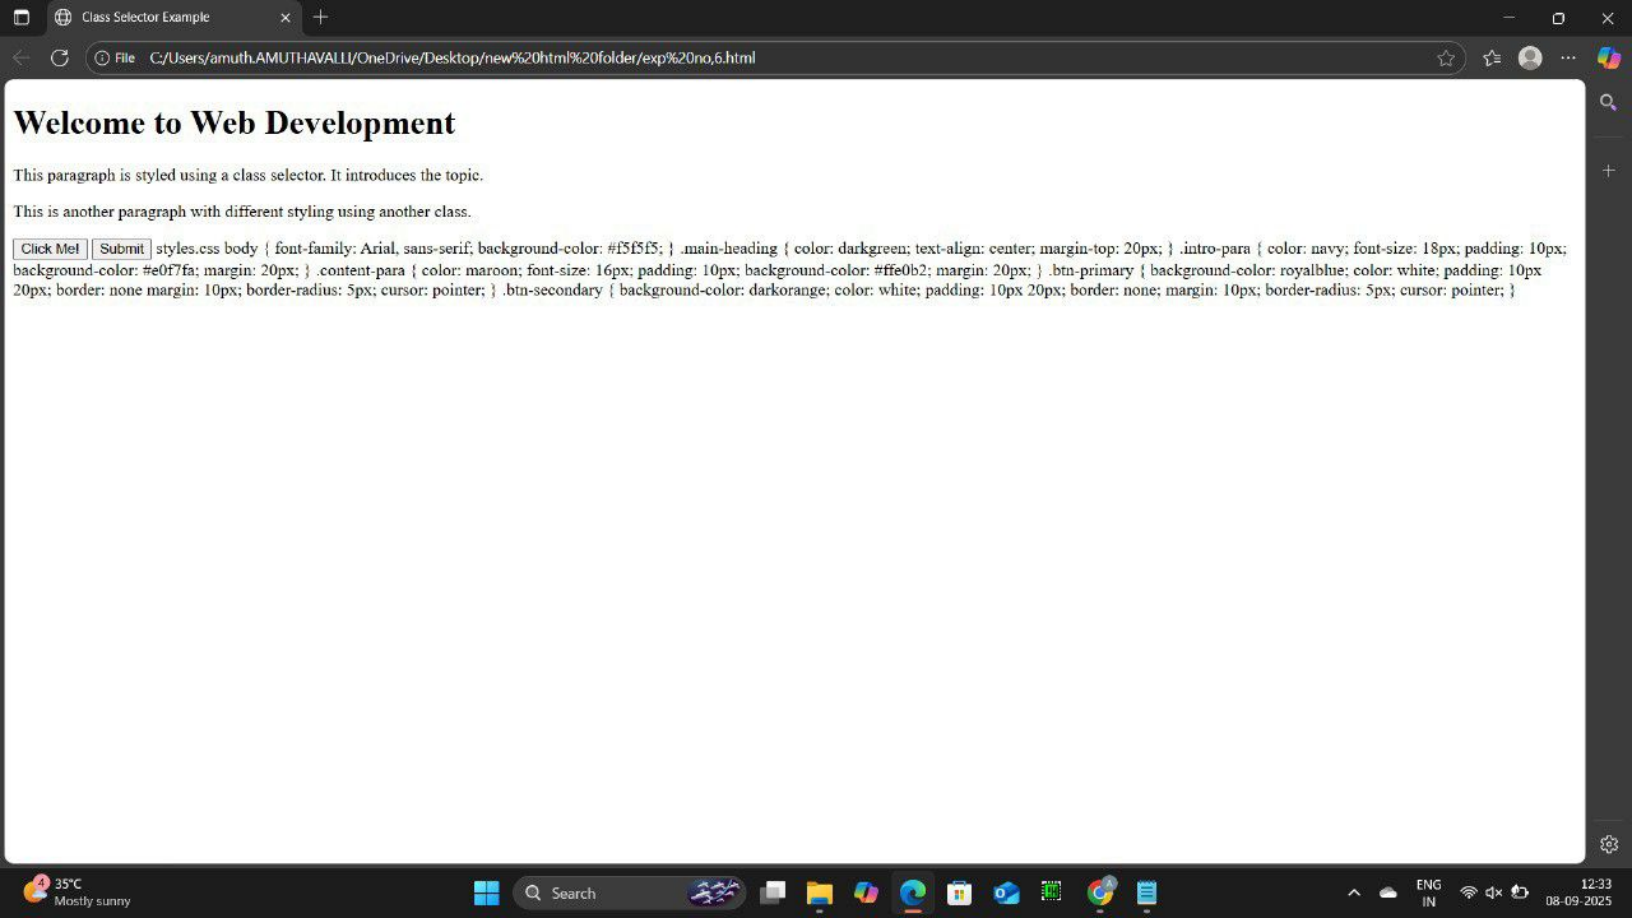 Class Selector Example
File C:/Users/amuth.AMUTHAVALLI/OneDrive/Desktop/new%20html%20folder/exp%20no,6.html
Welcome to Web Development
This paragraph is styled using a class selector. It introduces the topic.
This is another paragraph with different styling using another class.
Click Me! Submit styles.css body { font-family: Arial, sans-serif; background-color: #f5f5f5; } .main-heading { color: darkgreen; text-align: center; margin-top: 20px; } .intro-para { color: navy; font-size: 18px; padding: 10px;
background-color: #e0f7fa; margin: 20px; } .content-para { color: maroon; font-size: 16px; padding: 10px; background-color: #ffe0b2; margin: 20px; } .btn-primary { background-color: royalblue; color: white; padding: 10px
20px; border: none margin: 10px; border-radius: 5px; cursor: pointer; } .btn-secondary { background-color: darkorange; color: white; padding: 10px 20px; border: none; margin: 10px; border-radius: 5px; cursor: pointer; }
4
35°C
Mostly sunny
Search
A
ENG
IN
12:33
08-09-2025